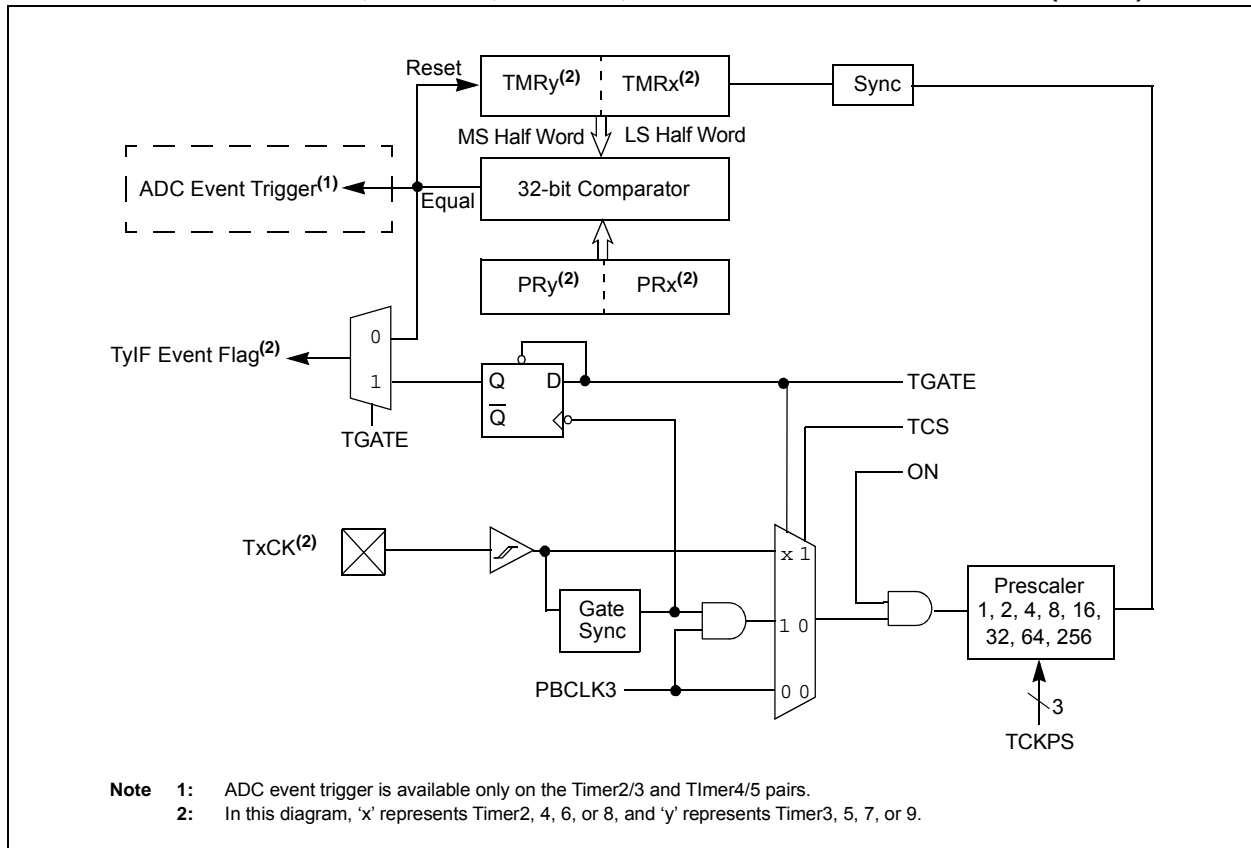 Reset
TMRy(2) TMRx(2)
Sync
MS Half Word LS Half Word
ADC Event Trigger(1)
Equal
32-bit Comparator
PRy(2) PRx(2)
0
TyIF Event Flag(2)
1
Q D
Q
TGATE
TGATE
TCS
ON
TxCK(2)
x 1
Gate
Sync
1 0
Prescaler
1, 2, 4, 8, 16,
32, 64, 256
PBCLK3
0 0
3
TCKPS
Note 1: ADC event trigger is available only on the Timer2/3 and TImer4/5 pairs.
2: In this diagram, ‘x’ represents Timer2, 4, 6, or 8, and ‘y’ represents Timer3, 5, 7, or 9.